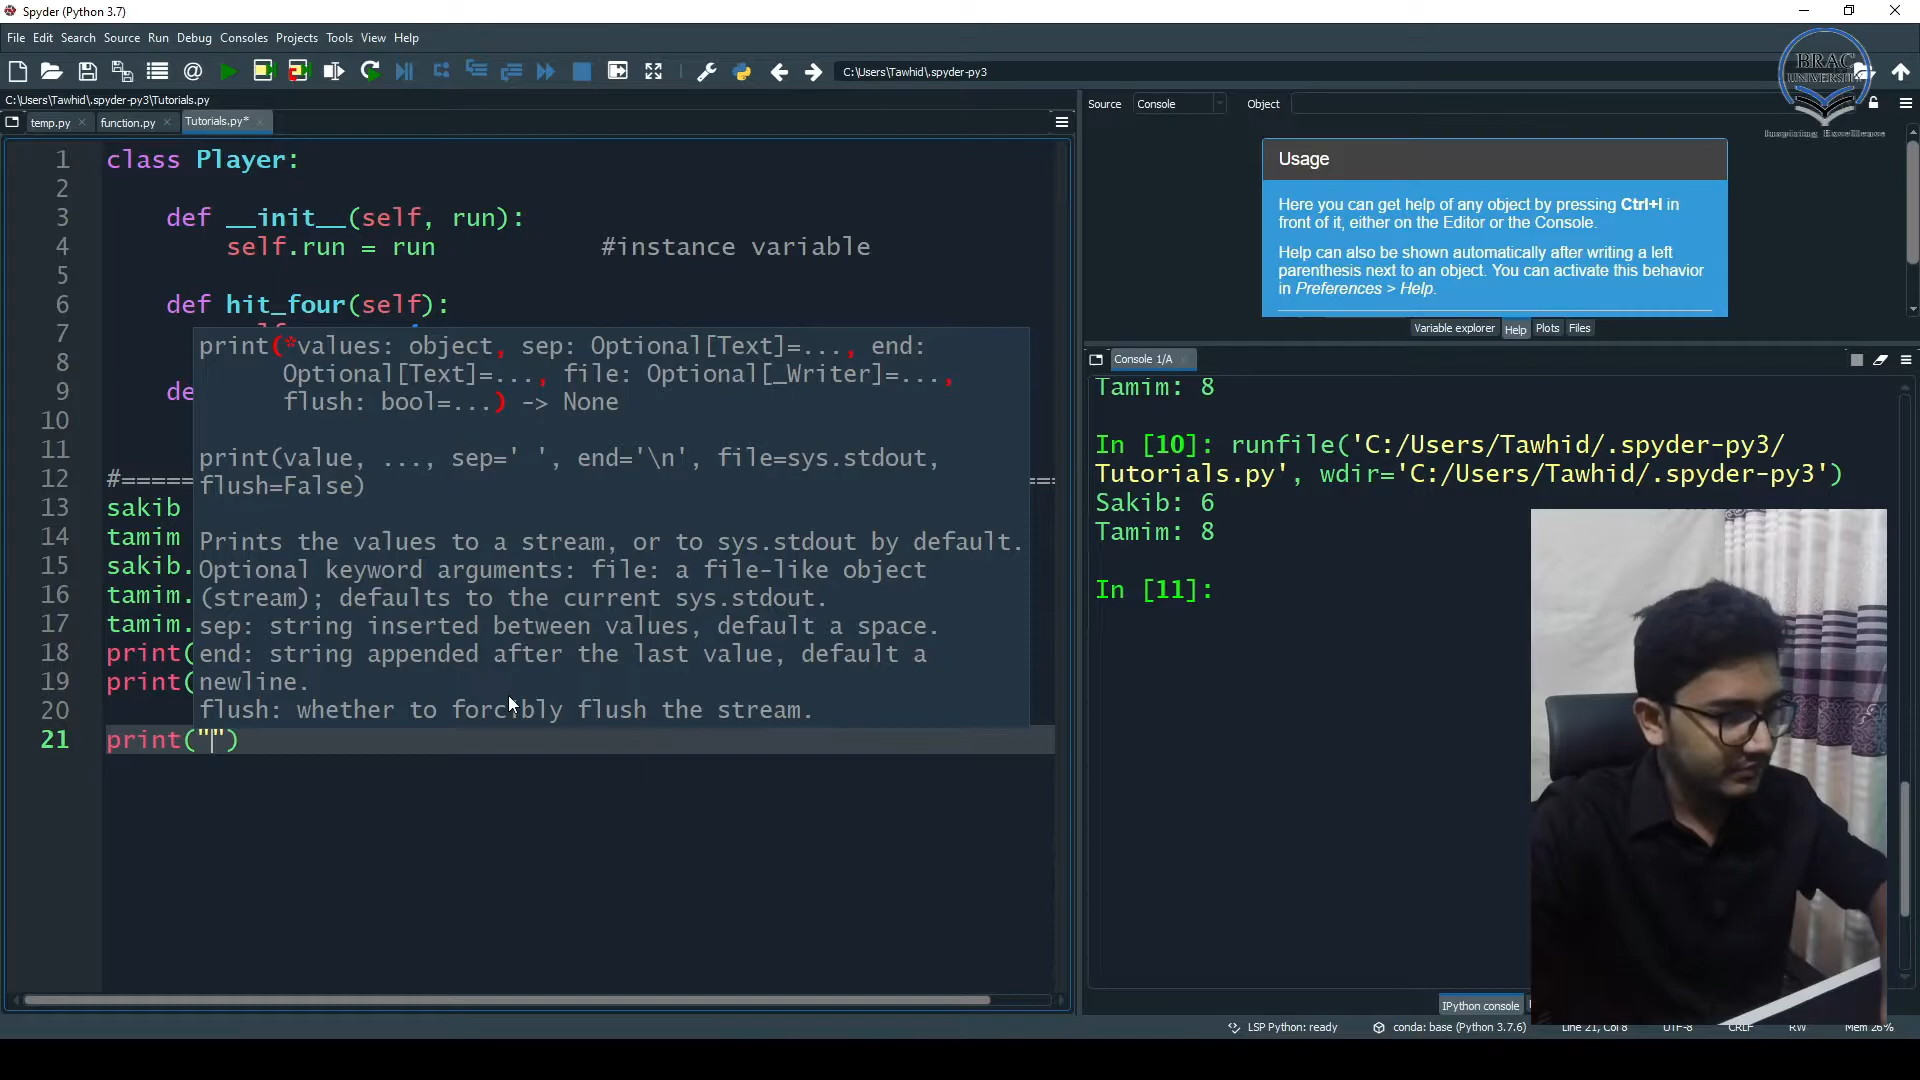 Spyder (Python 3.7)
File Edit Search Source Run Debug Consoles Projects Tools View Help
C:\Users\Tawhid\.spyder-py3
BRAC
UNIVERSITY
Inspiring Excellence
C:\Users\Tawhid\.spyder-py3\Tutorials.py
temp.py function.py Tutorials.py*
1 class Player:
2
3 def __init__(self, run):
4 self.run = run #instance variable
5
6 def hit_four(self):
7
8
9 de
10
11
12 #=====
13 sakib
14 tamim
15 sakib.
16 tamim.
17 tamim.
18 print(
19 print(
20
21 print("")
print(*values: object, sep: Optional[Text]=..., end:
Optional[Text]=..., file: Optional[_Writer]=...,
flush: bool=...) -> None
print(value, ..., sep=' ', end='\n', file=sys.stdout,
flush=False)
Prints the values to a stream, or to sys.stdout by default.
Optional keyword arguments: file: a file-like object
(stream); defaults to the current sys.stdout.
sep: string inserted between values, default a space.
end: string appended after the last value, default a
newline.
flush: whether to forcibly flush the stream.
Source Console Object
Usage
Here you can get help of any object by pressing Ctrl+I in
front of it, either on the Editor or the Console.
Help can also be shown automatically after writing a left
parenthesis next to an object. You can activate this behavior
in Preferences > Help.
Variable explorer Help Plots Files
Console 1/A
Tamim: 8
In [10]: runfile('C:/Users/Tawhid/.spyder-py3/
Tutorials.py', wdir='C:/Users/Tawhid/.spyder-py3')
Sakib: 6
Tamim: 8
In [11]:
IPython console
LSP Python: ready conda: base (Python 3.7.6) Line 21, Col 8 UTF-8 CRLF RW Mem 26%